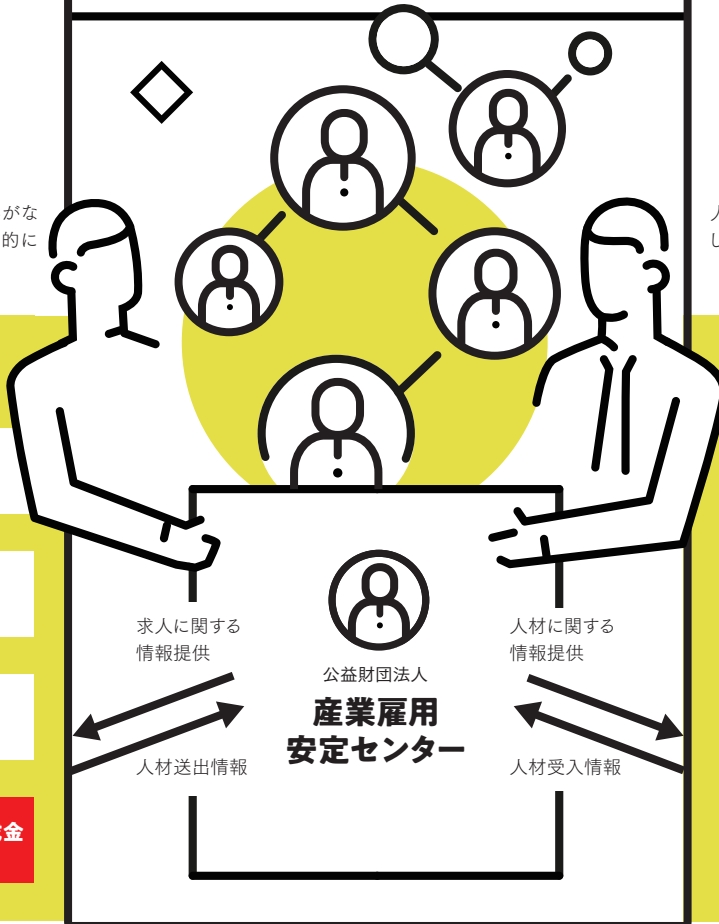 がな
的に
求人に関する
情報提供
人材に関する
情報提供
公益財団法人
産業雇用
安定センター
人材送出情報
人材受入情報
金